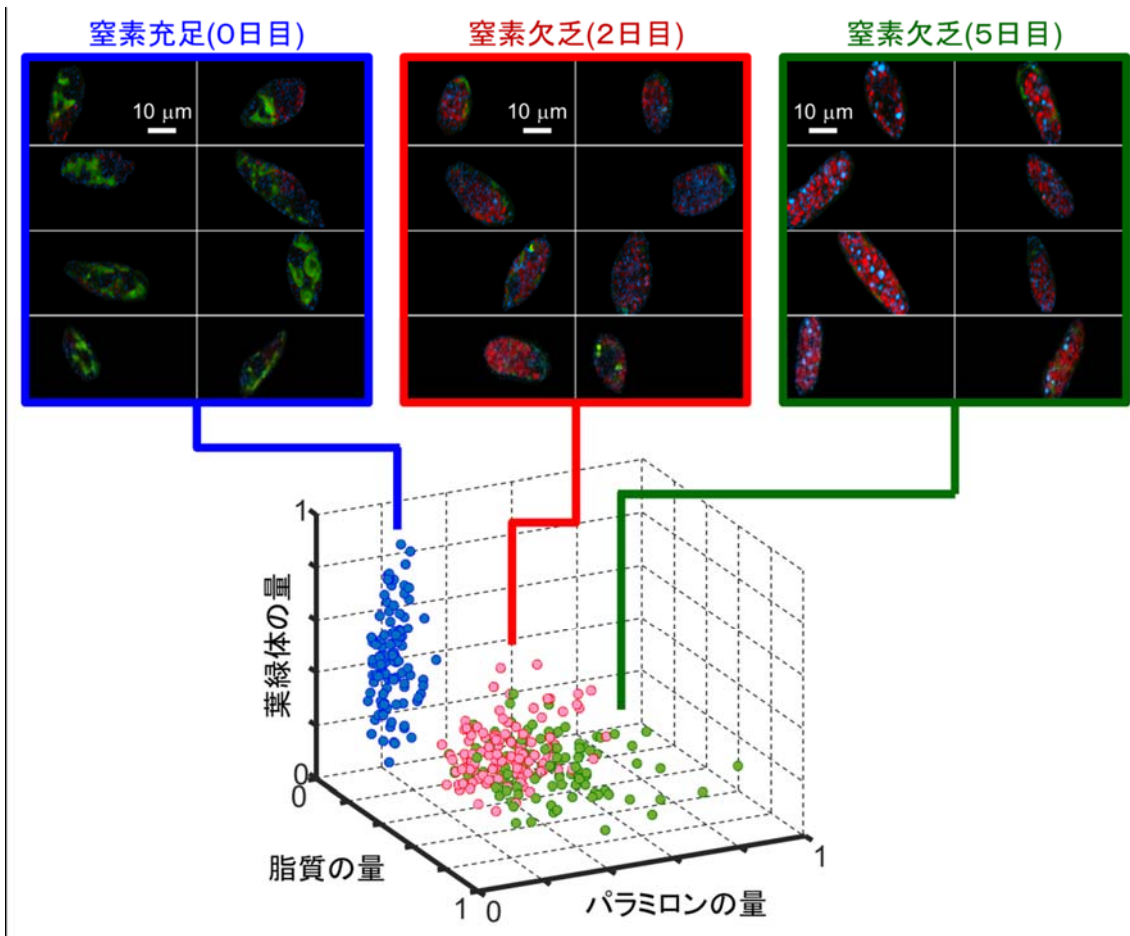 窒素充足(0日目)
窒素欠乏(2日目)
窒素欠乏(5日目)
10 μm
10 μm
10 μm
1
葉緑体の量
0
0
脂質の量
1
0
パラミロンの量
1